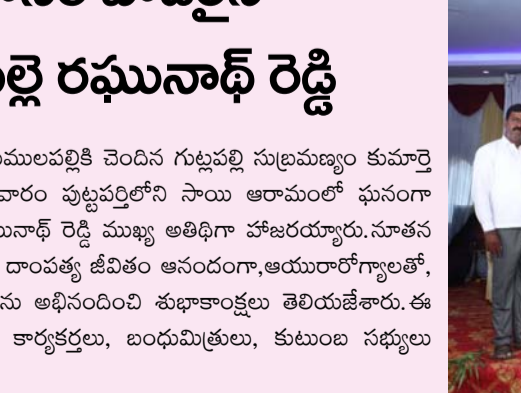 రఘునాథ్ రెడ్డి
చెందిన గుట్లపల్లి సుబ్రమణ్యం కుమార్తె
పుట్టపర్తిలోని సాయి ఆరామంలో ఘనంగా
రెడ్డి ముఖ్య అతిథిగా హాజరయ్యారు.నూతన
దాంపత్య జీవితం ఆనందంగా,ఆయురారోగ్యాలతో,
అభినందించి శుభాకాంక్షలు తెలియజేశారు.ఈ
కార్యకర్తలు, బంధుమిత్రులు, కుటుంబ సభ్యులు